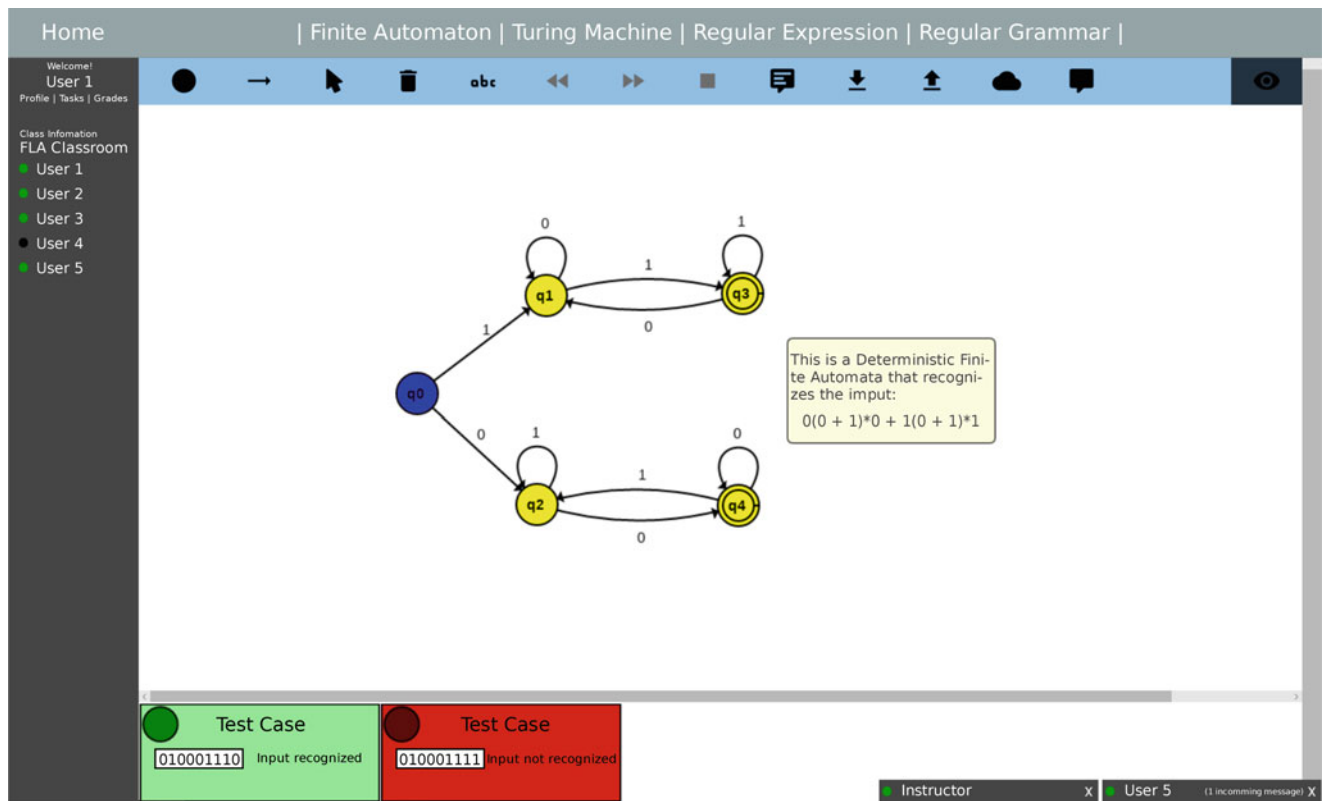 Home
| Finite Automaton | Turing Machine | Regular Expression | Regular Grammar |
Welcome!
User 1
Profile | Tasks | Grades
abc
Class Infomation
FLA Classroom
User 1
User 2
User 3
User 4
User 5
0
1
q1
1
q3
0
1
This is a Deterministic Fini-
te Automata that recogni-
zes the imput:
0(0 + 1)*0 + 1(0 + 1)*1
q0
0
1
0
q2
1
q4
0
Test Case
010001110 Input recognized
Test Case
010001111 Input not recognized
Instructor X
User 5 (1 incomming message) X